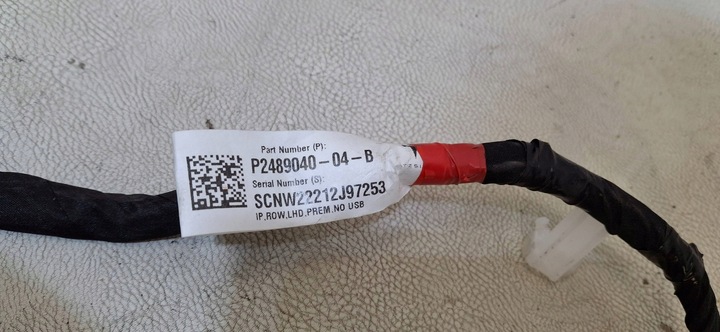 Part Number (P):
P2489040-04-B
Serial Number (S):
SCNW22212J97253
IP,ROW,LHD,PREM,NO USB